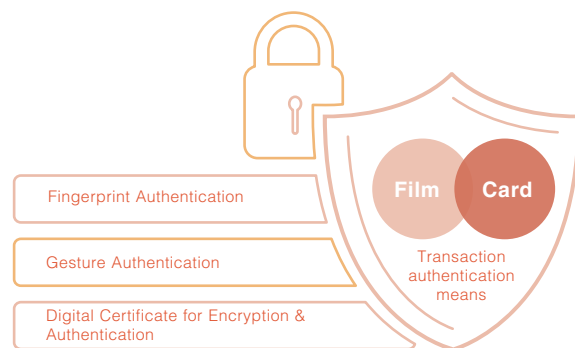 Film Card
Transaction
authentication
means
Fingerprint Authentication
Gesture Authentication
Digital Certificate for Encryption &
Authentication